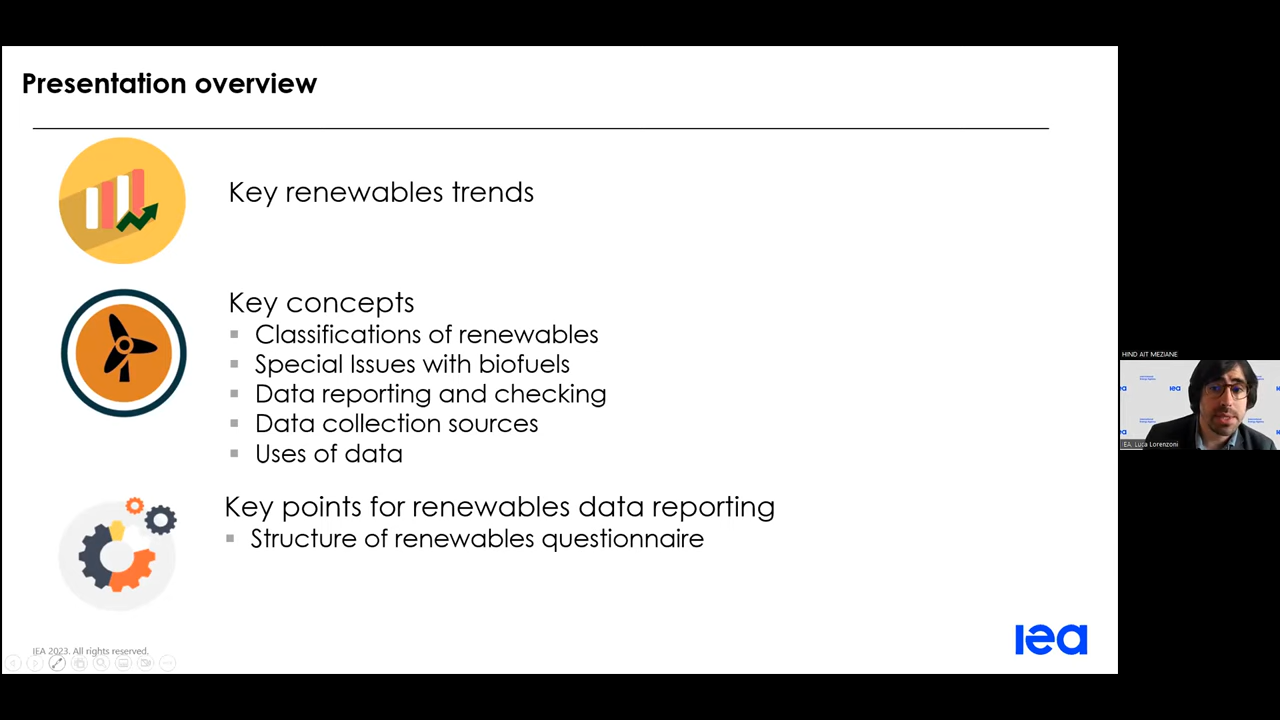 Presentation overview
Key renewables trends
Key concepts
Classifications of renewables
Special Issues with biofuels
Data reporting and checking
Data collection sources
Uses of data
Key points for renewables data reporting
Structure of renewables questionnaire
IEA 2023. All rights reserved.
iea
HIND AIT MEZIANE
iea
iea
IEA, Luca Lorenzoni